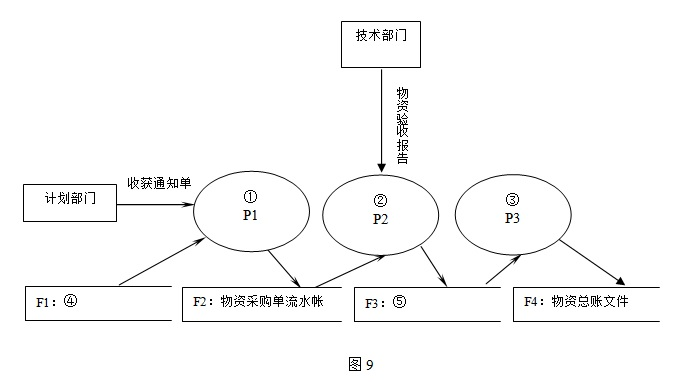 技术部门
物资验收报告
计划部门
收获通知单
①
P1
②
P2
③
P3
F1：④
F2：物资采购单流水帐
F3：⑤
F4：物资总账文件
图 9